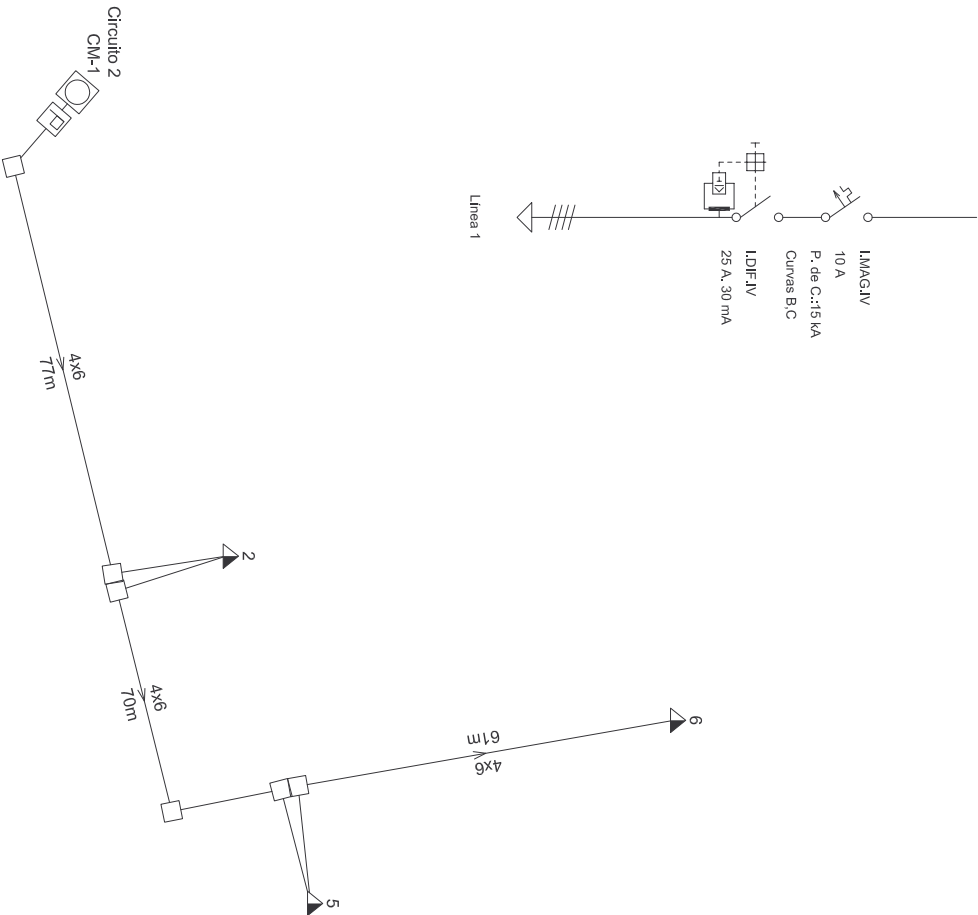 Circuito 2
CM-1
4x6
77m
2
4x6
70m
61m
4x6
6
5
Línea 1
I.MAG.IV
10 A
P. de C.:15 kA
Curvas B,C
I.DIF.IV
25 A. 30 mA